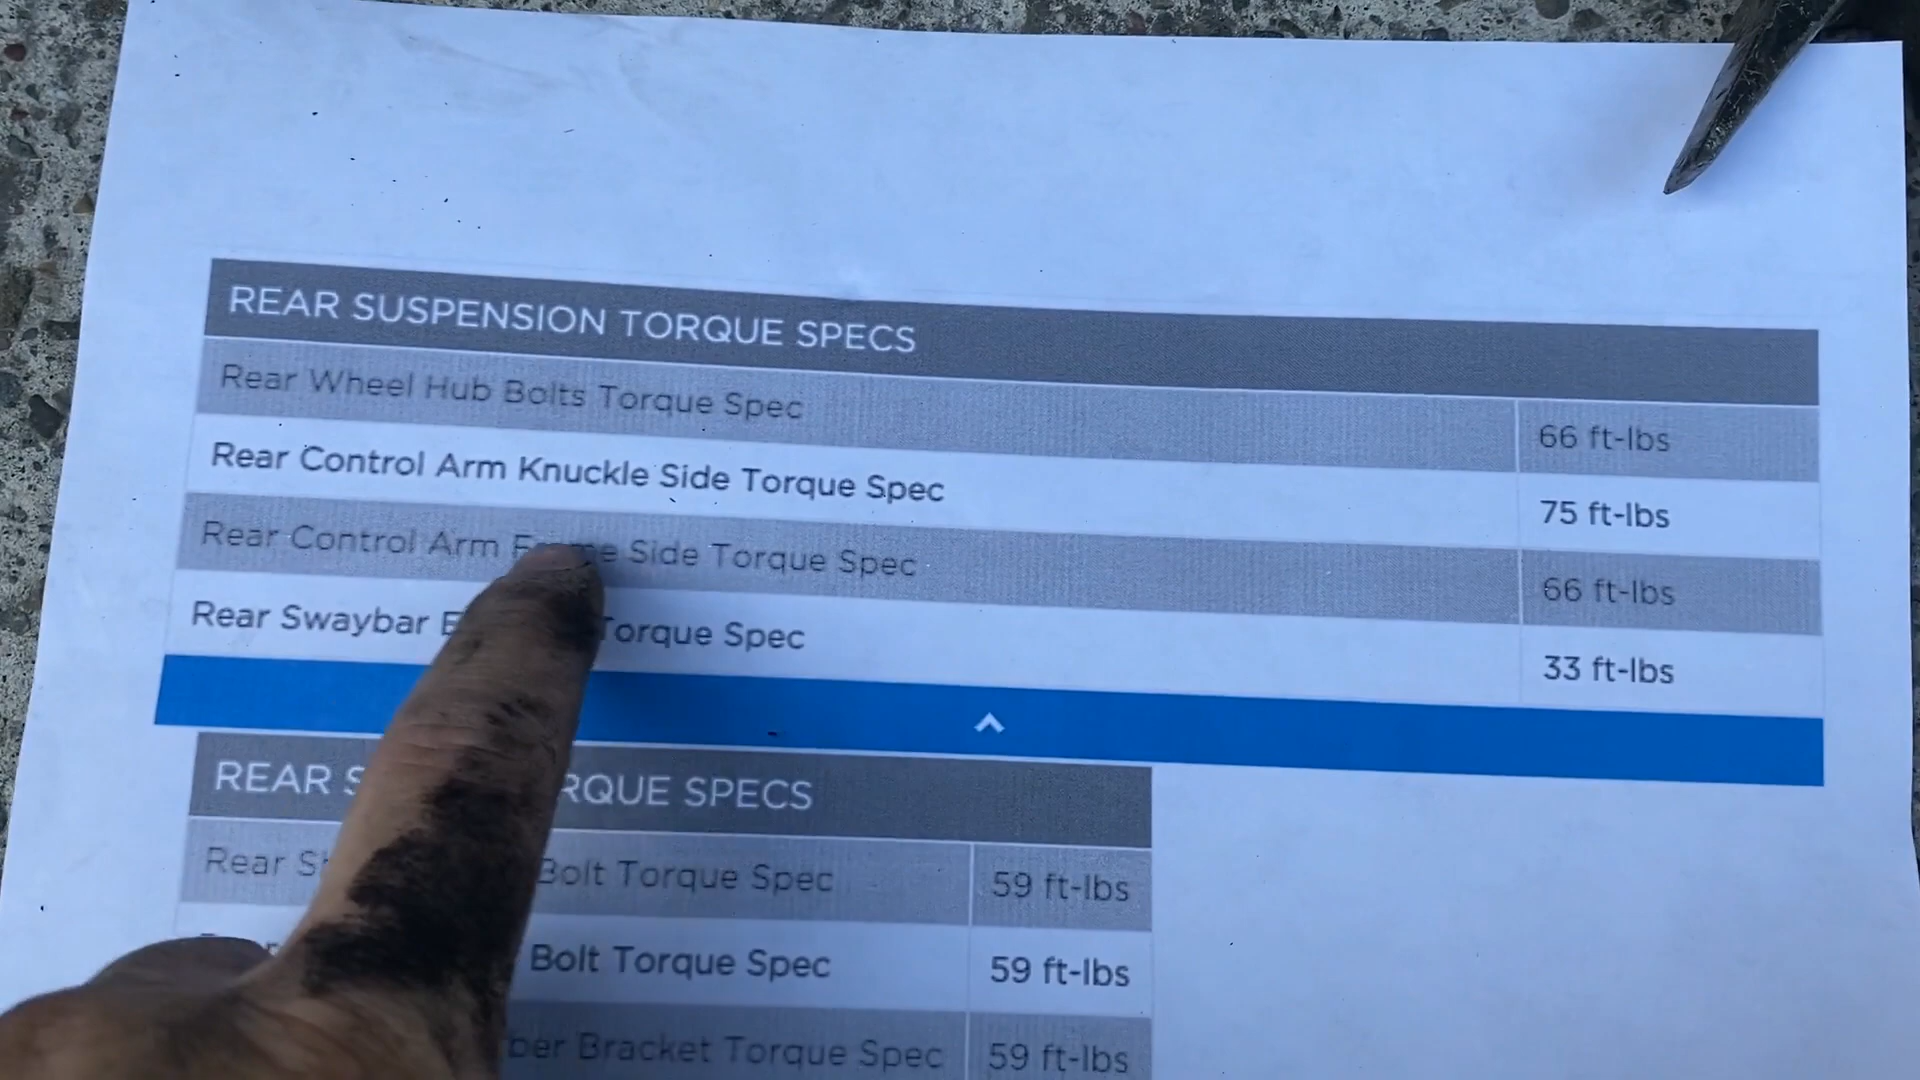 REAR SUSPENSION TORQUE SPECS
Rear Wheel Hub Bolts Torque Spec 66 ft-lbs
Rear Control Arm Knuckle Side Torque Spec 75 ft-lbs
Rear Control Arm Frame Side Torque Spec 66 ft-lbs
Rear Swaybar Torque Spec 33 ft-lbs
REAR TORQUE SPECS
Rear Bolt Torque Spec 59 ft-lbs
Bolt Torque Spec 59 ft-lbs
Bracket Torque Spec 59 ft-lbs